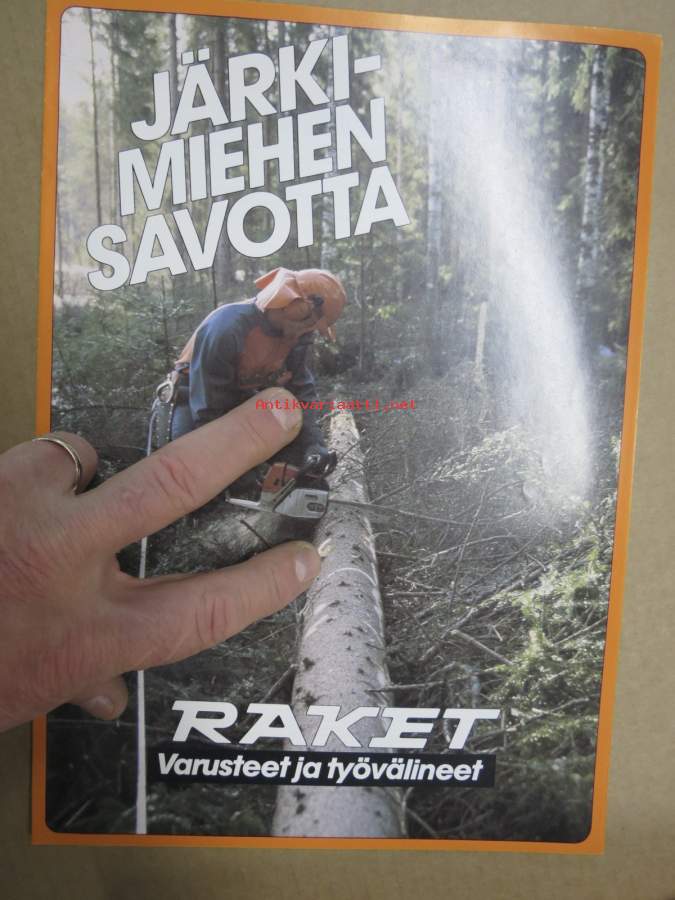 JÄRKI-
MIEHEN
SAVOTTA
Antikvariaatti.net
RAKET
Varusteet ja työvälineet